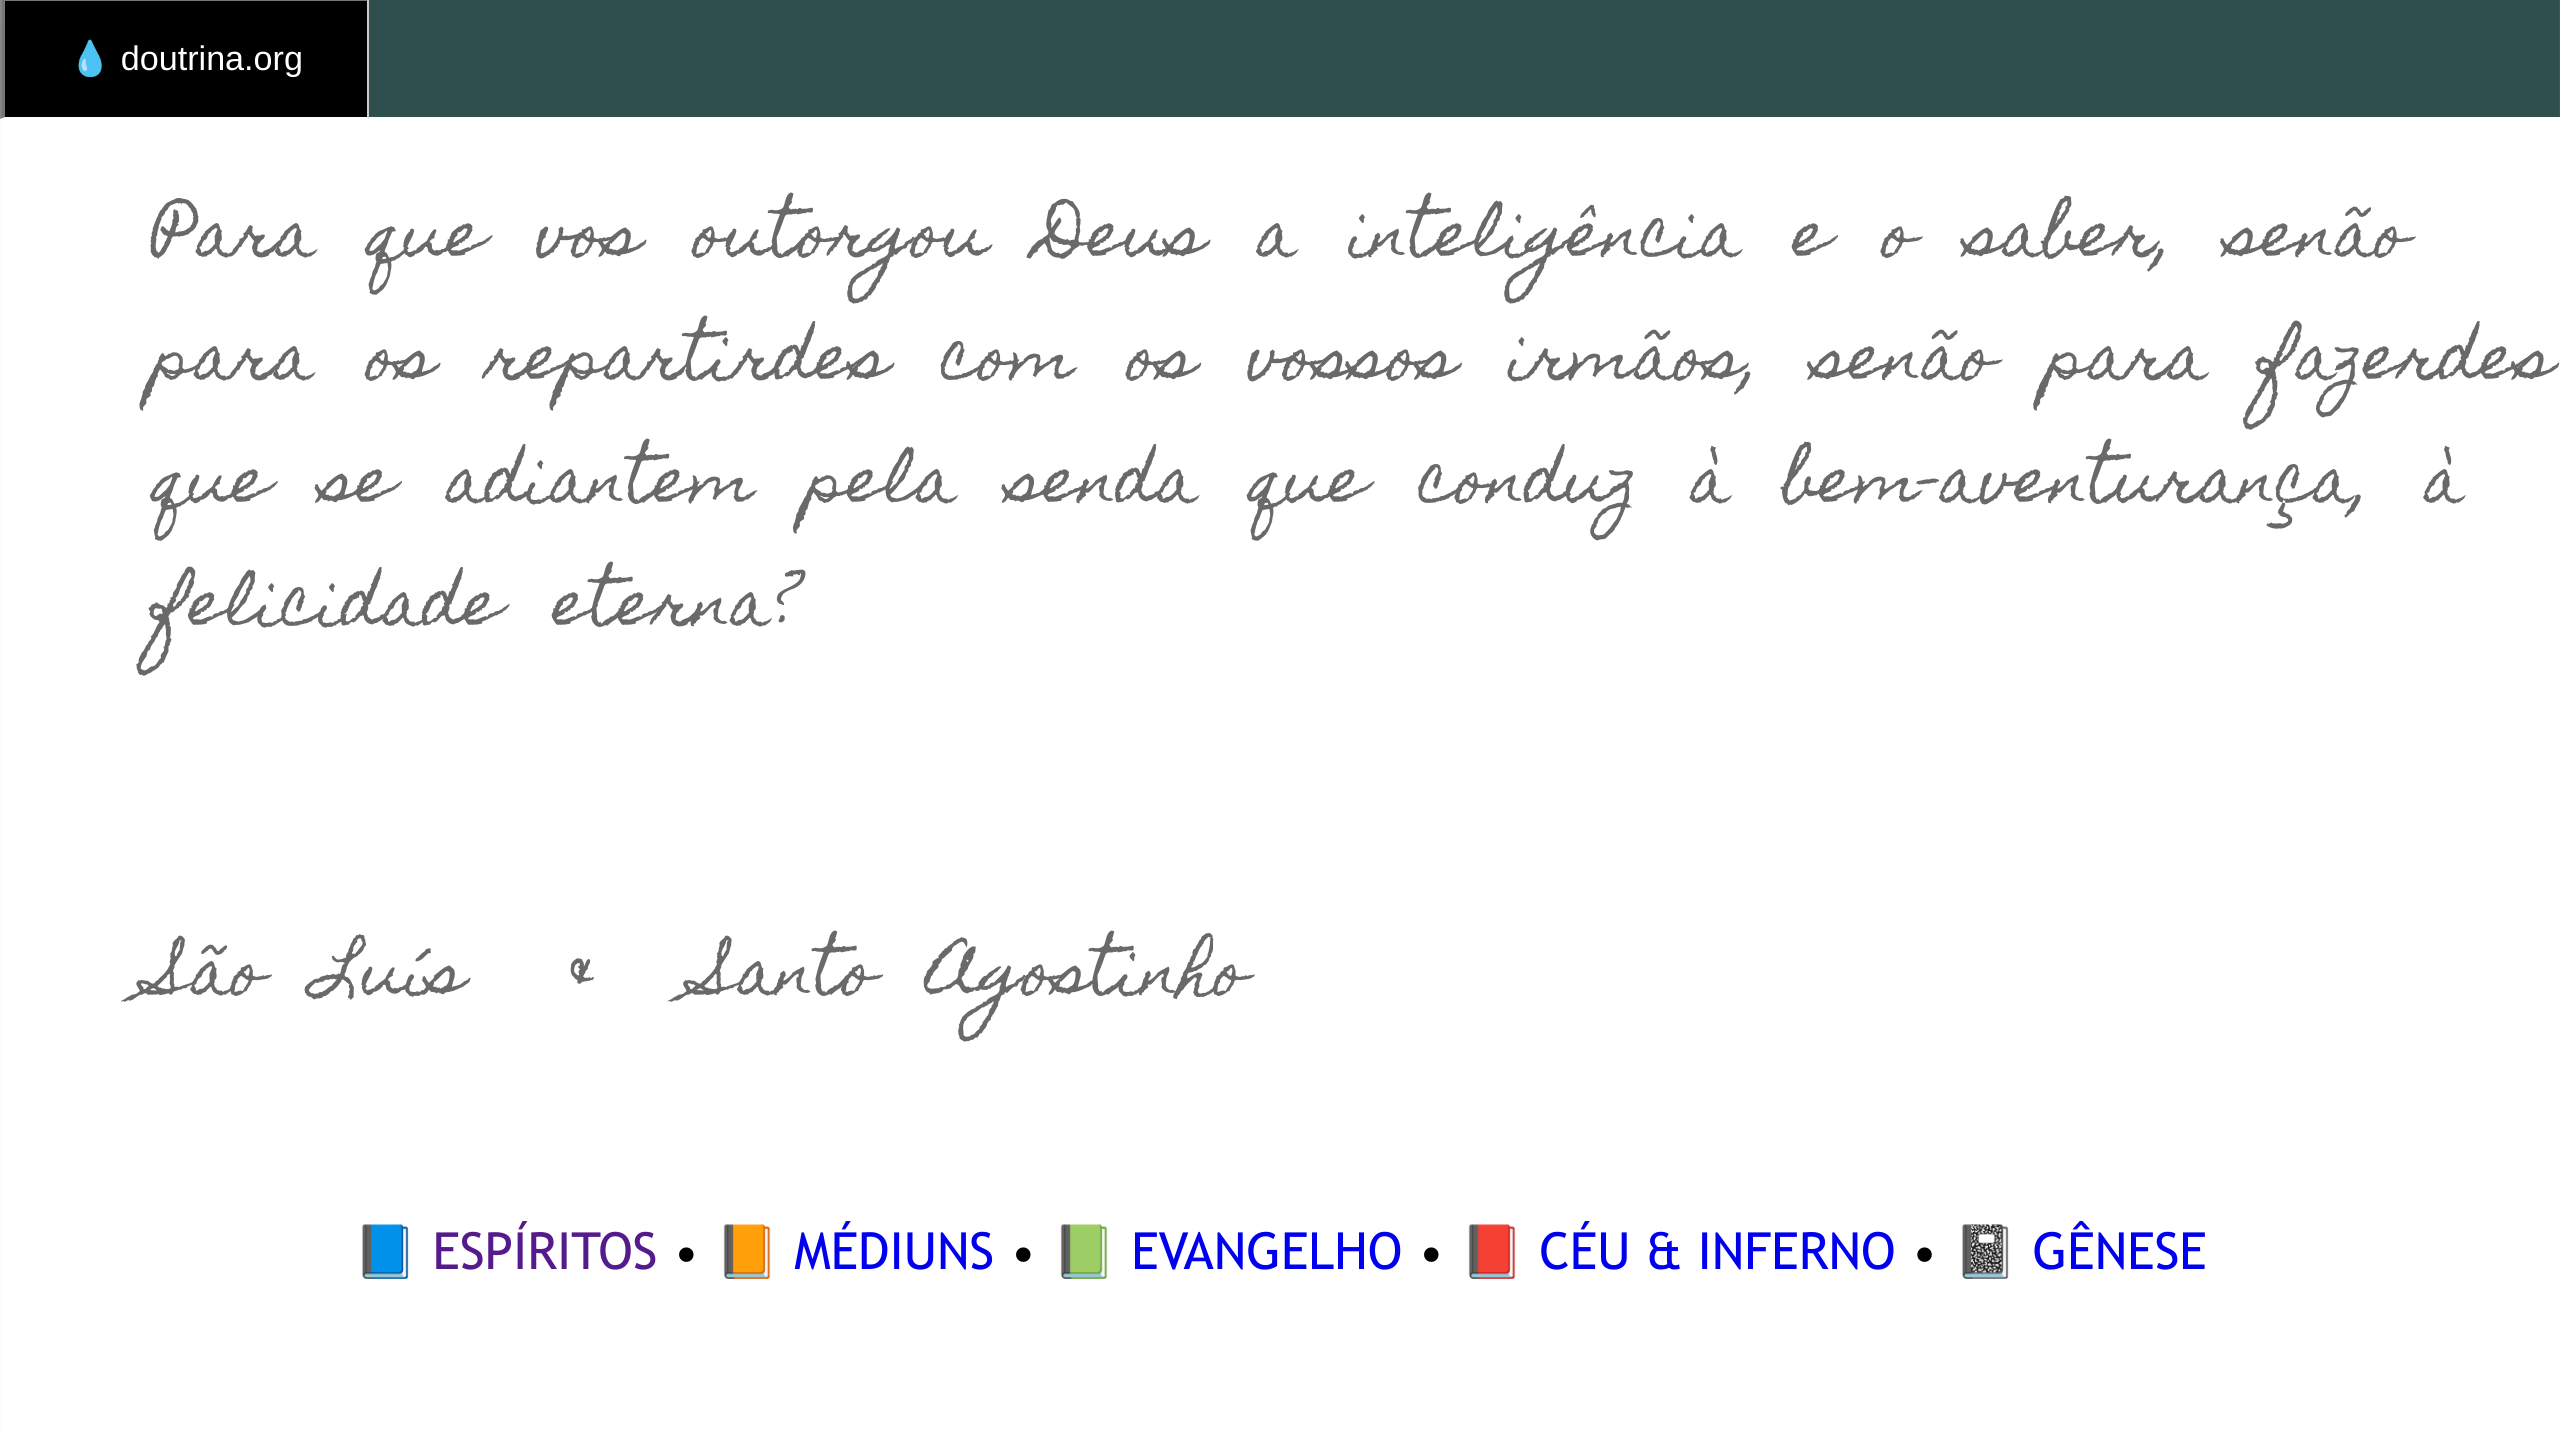 💧 doutrina.org
Para que vos outorgou Deus a inteligência e o saber, senão
para os repartirdes com os vossos irmãos, senão para fazerdes
que se adiantem pela senda que conduz à bem-aventurança, à
felicidade eterna?
São Luís & Santo Agostinho
📘 ESPÍRITOS • 📙 MÉDIUNS • 📗 EVANGELHO • 📕 CÉU & INFERNO • 📓 GÊNESE